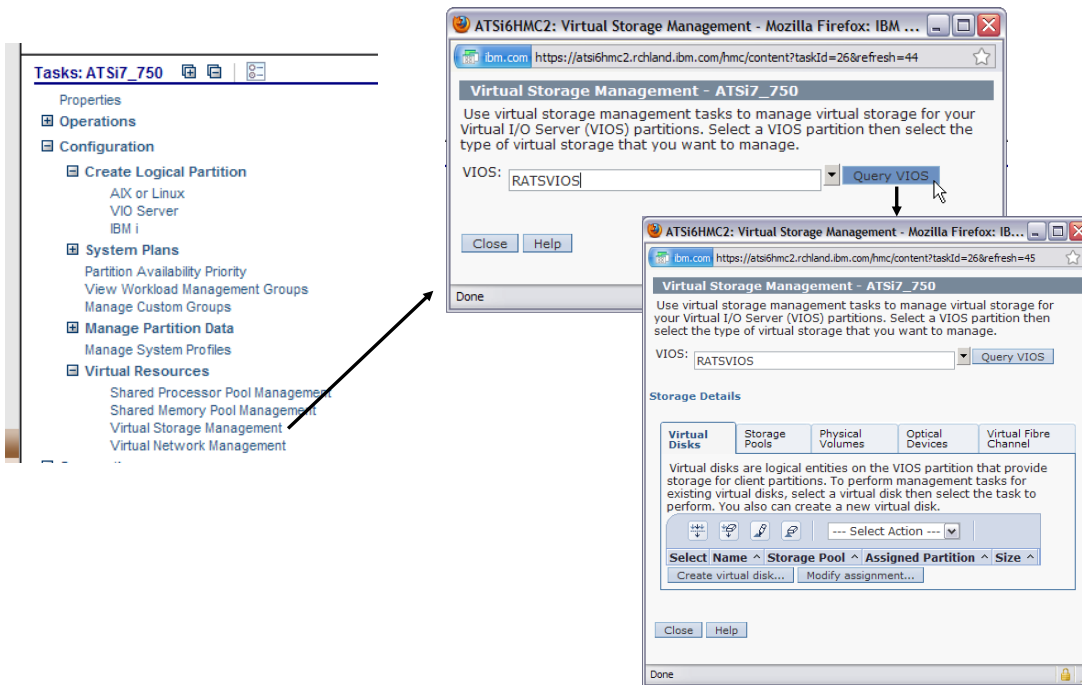 Tasks: ATSi7_750
Properties
Operations
Configuration
Create Logical Partition
AIX or Linux
VIO Server
IBM i
System Plans
Partition Availability Priority
View Workload Management Groups
Manage Custom Groups
Manage Partition Data
Manage System Profiles
Virtual Resources
Shared Processor Pool Management
Shared Memory Pool Management
Virtual Storage Management
Virtual Network Management
ATSi6HMC2: Virtual Storage Management - Mozilla Firefox: IBM ...
ibm.com https://atsi6hmc2.rchland.ibm.com/hmc/content?taskId=26&refresh=44
Virtual Storage Management - ATSi7_750
Use virtual storage management tasks to manage virtual storage for your
Virtual I/O Server (VIOS) partitions. Select a VIOS partition then select the
type of virtual storage that you want to manage.
VIOS: RATSVIOS Query VIOS
Close Help
Done
ATSi6HMC2: Virtual Storage Management - Mozilla Firefox: IB...
ibm.com https://atsi6hmc2.rchland.ibm.com/hmc/content?taskId=26&refresh=45
Virtual Storage Management - ATSi7_750
Use virtual storage management tasks to manage virtual storage for
your Virtual I/O Server (VIOS) partitions. Select a VIOS partition then
select the type of virtual storage that you want to manage.
VIOS: RATSVIOS Query VIOS
Storage Details
Virtual Disks Storage Pools Physical Volumes Optical Devices Virtual Fibre Channel
Virtual disks are logical entities on the VIOS partition that provide
storage for client partitions. To perform management tasks for
existing virtual disks, select a virtual disk then select the task to
perform. You also can create a new virtual disk.
--- Select Action ---
Select Name ^ Storage Pool ^ Assigned Partition ^ Size ^
Create virtual disk... Modify assignment...
Close Help
Done